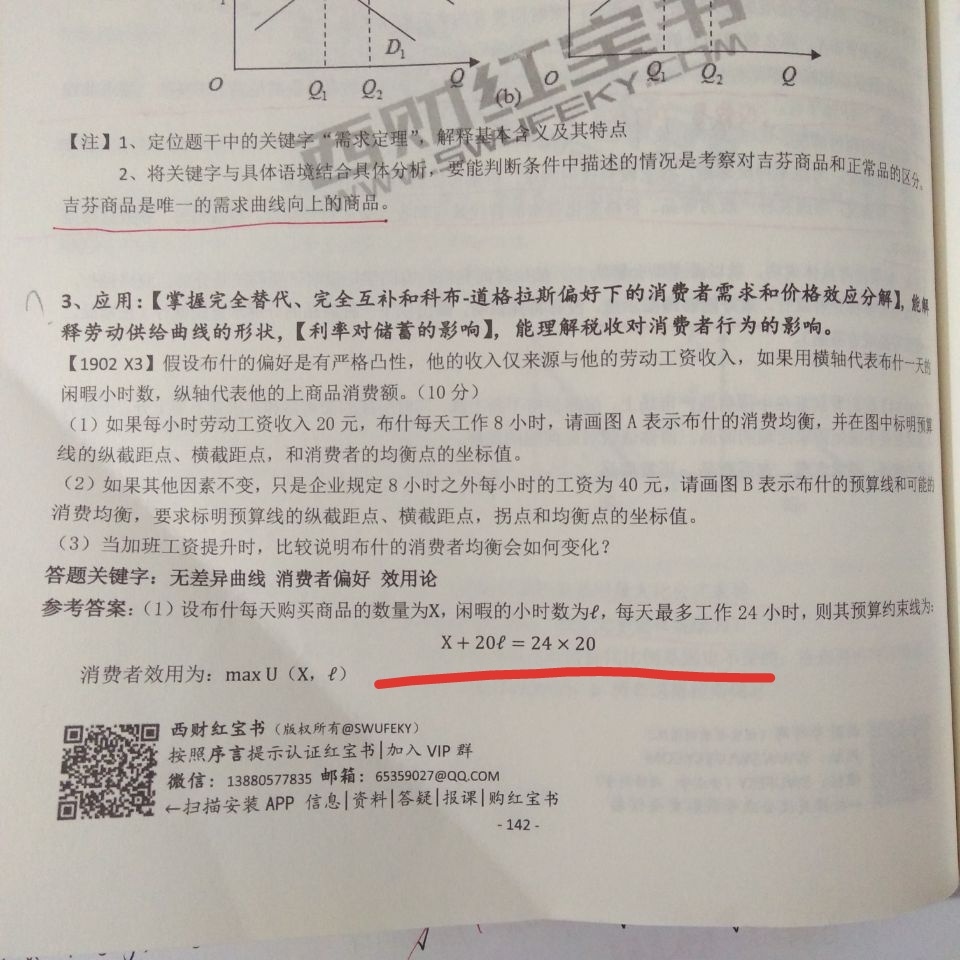 D₁
O Q₁ Q₂ Q
O Q₁ Q₂ Q
(b)
西财红宝书
WWW.SWUFEKY.COM
【注】1、定位题干中的关键字“需求定理”，解释基本含义及其特点
2、将关键字与具体语境结合具体分析，要能判断条件中描述的情况是考察对吉芬商品和正常品的区分。
吉芬商品是唯一的需求曲线向上的商品。
3、应用：【掌握完全替代、完全互补和科布-道格拉斯偏好下的消费者需求和价格效应分解】，能解
释劳动供给曲线的形状，【利率对储蓄的影响】，能理解税收对消费者行为的影响。
【1902 X3】假设布什的偏好是有严格凸性，他的收入仅来源与他的劳动工资收入，如果用横轴代表布什一天的
闲暇小时数，纵轴代表他的上商品消费额。（10 分）
（1）如果每小时劳动工资收入 20 元，布什每天工作 8 小时，请画图 A 表示布什的消费均衡，并在图中标明预算
线的纵截距点、横截距点，和消费者的均衡点的坐标值。
（2）如果其他因素不变，只是企业规定 8 小时之外每小时的工资为 40 元，请画图 B 表示布什的预算线和可能的
消费均衡，要求标明预算线的纵截距点、横截距点，拐点和均衡点的坐标值。
（3）当加班工资提升时，比较说明布什的消费者均衡会如何变化？
答题关键字：无差异曲线 消费者偏好 效用论
参考答案：（1）设布什每天购买商品的数量为X，闲暇的小时数为ℓ，每天最多工作 24 小时，则其预算约束线为：
X + 20ℓ = 24 × 20
消费者效用为：max U（X，ℓ）
西财红宝书（版权所有@SWUFEKY）
按照序言提示认证红宝书|加入 VIP 群
微信：13880577835 邮箱：65359027@QQ.COM
←扫描安装 APP 信息|资料|答疑|报课|购红宝书
- 142 -